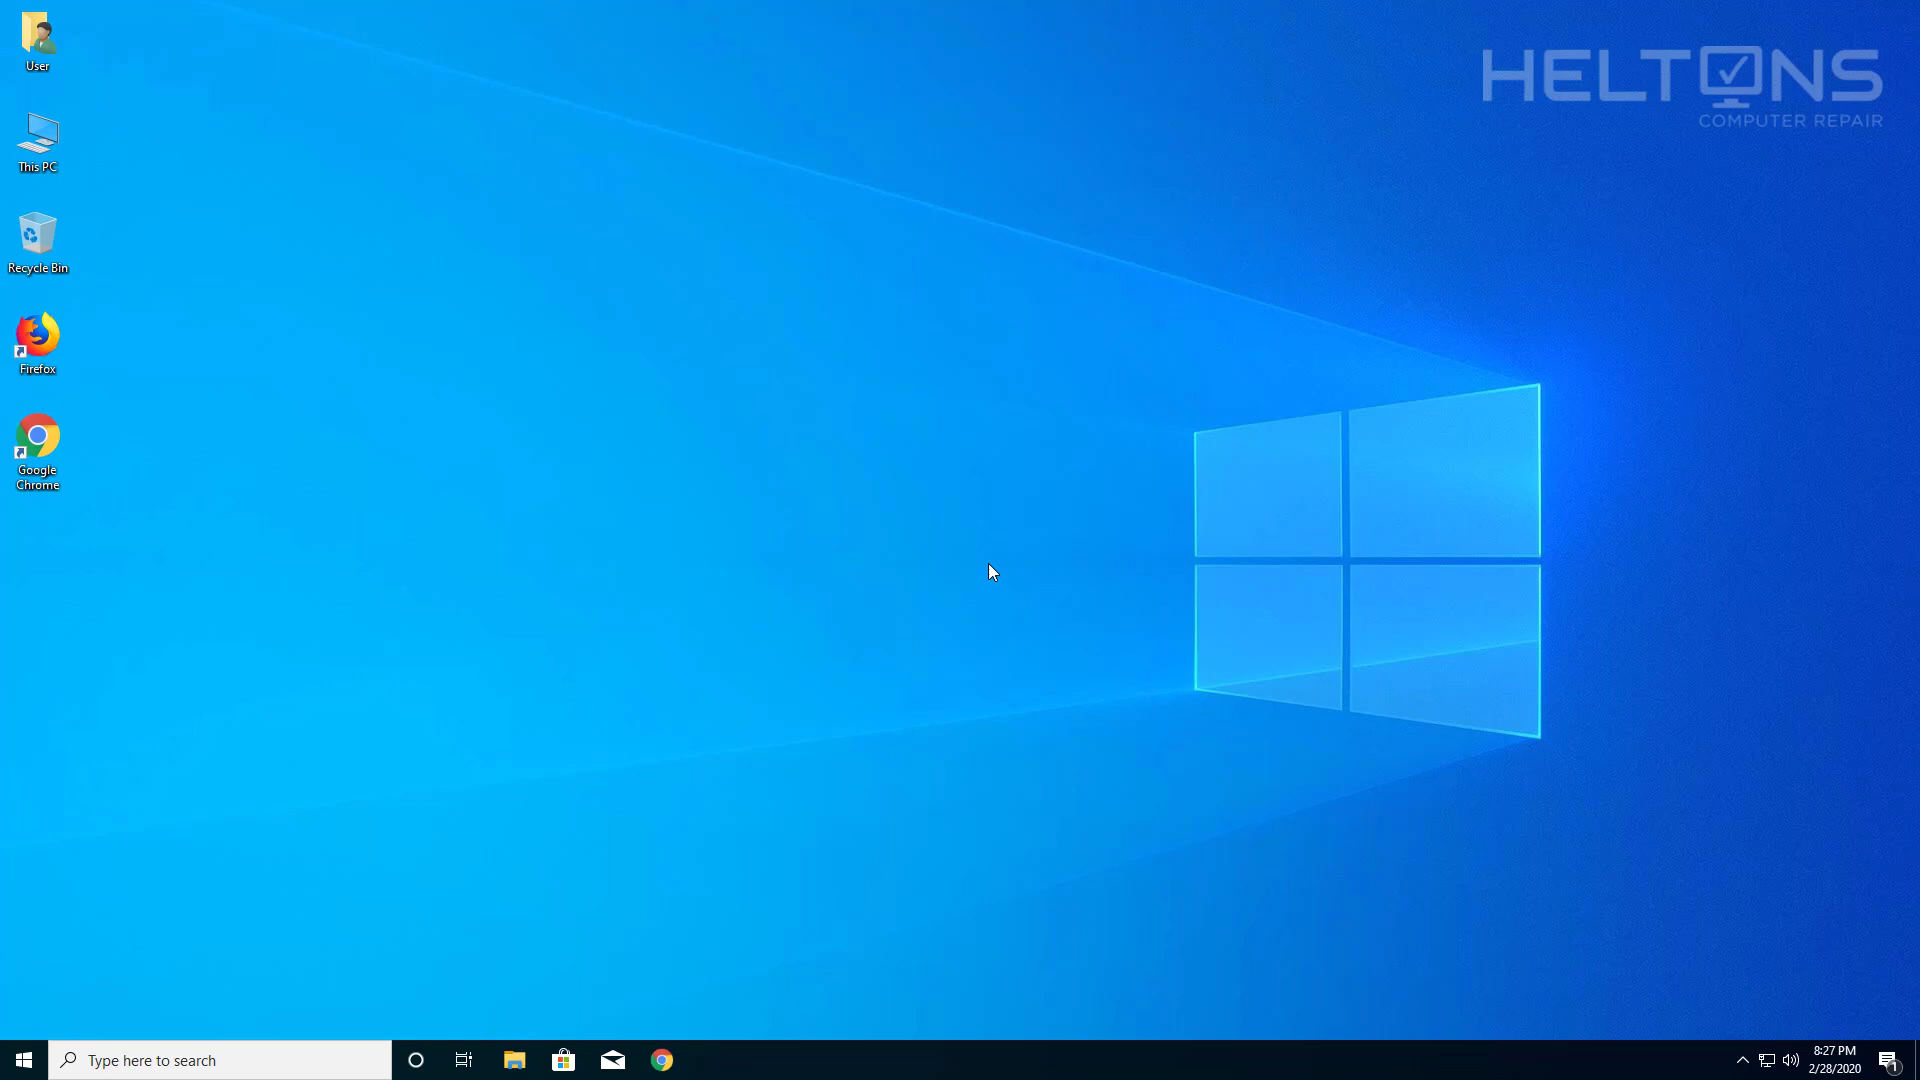 User
This PC
Recycle Bin
Firefox
Google
Chrome
HELTONS
COMPUTER REPAIR
Type here to search
8:27 PM
2/28/2020
1